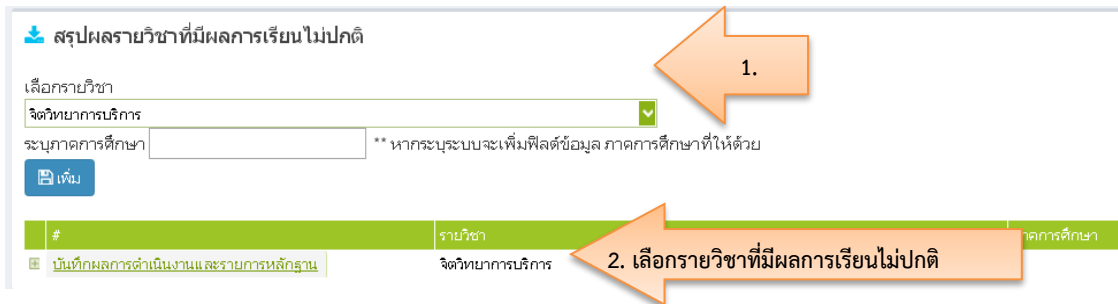 สรุปผลรายวิชาที่มีผลการเรียนไม่ปกติ
1.
เลือกรายวิชา
จิตวิทยาการบริการ
ระบุภาคการศึกษา ** หากระบุระบบจะเพิ่มฟิลด์ข้อมูล ภาคการศึกษาที่ให้ด้วย
เพิ่ม
# รายวิชา าคการศึกษา
บันทึกผลการดำเนินงานและรายการหลักฐาน จิตวิทยาการบริการ
2. เลือกรายวิชาที่มีผลการเรียนไม่ปกติ